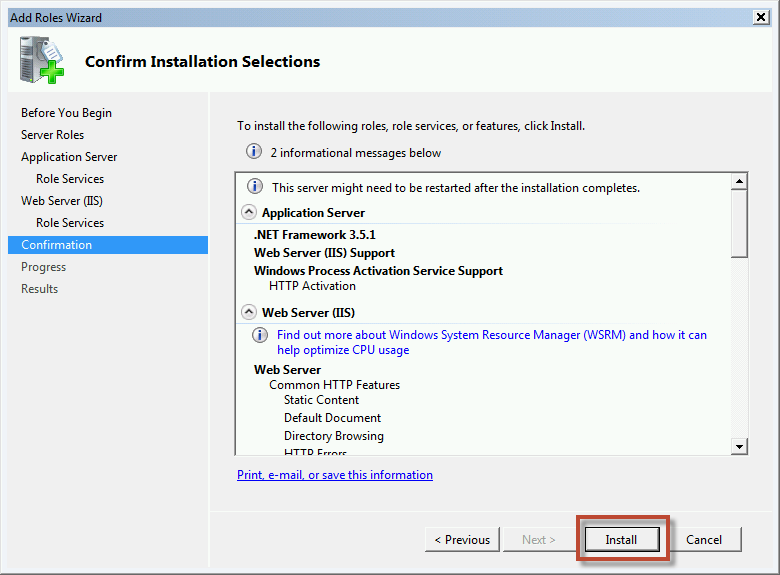 Add Roles Wizard
Confirm Installation Selections
Before You Begin
Server Roles
Application Server
Role Services
Web Server (IIS)
Role Services
Confirmation
Progress
Results
To install the following roles, role services, or features, click Install.
2 informational messages below
This server might need to be restarted after the installation completes.
Application Server
.NET Framework 3.5.1
Web Server (IIS) Support
Windows Process Activation Service Support
HTTP Activation
Web Server (IIS)
Find out more about Windows System Resource Manager (WSRM) and how it can
help optimize CPU usage
Web Server
Common HTTP Features
Static Content
Default Document
Directory Browsing
HTTP Errors
Print, e-mail, or save this information
< Previous
Next >
Install
Cancel